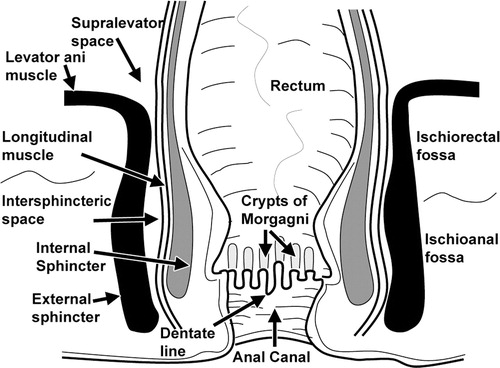 Supralevator
space
Levator ani
muscle
Rectum
Longitudinal
muscle
Ischiorectal
fossa
Intersphincteric
space
Crypts of
Morgagni
Internal
Sphincter
Ischioanal
fossa
External
sphincter
Dentate
line
Anal Canal